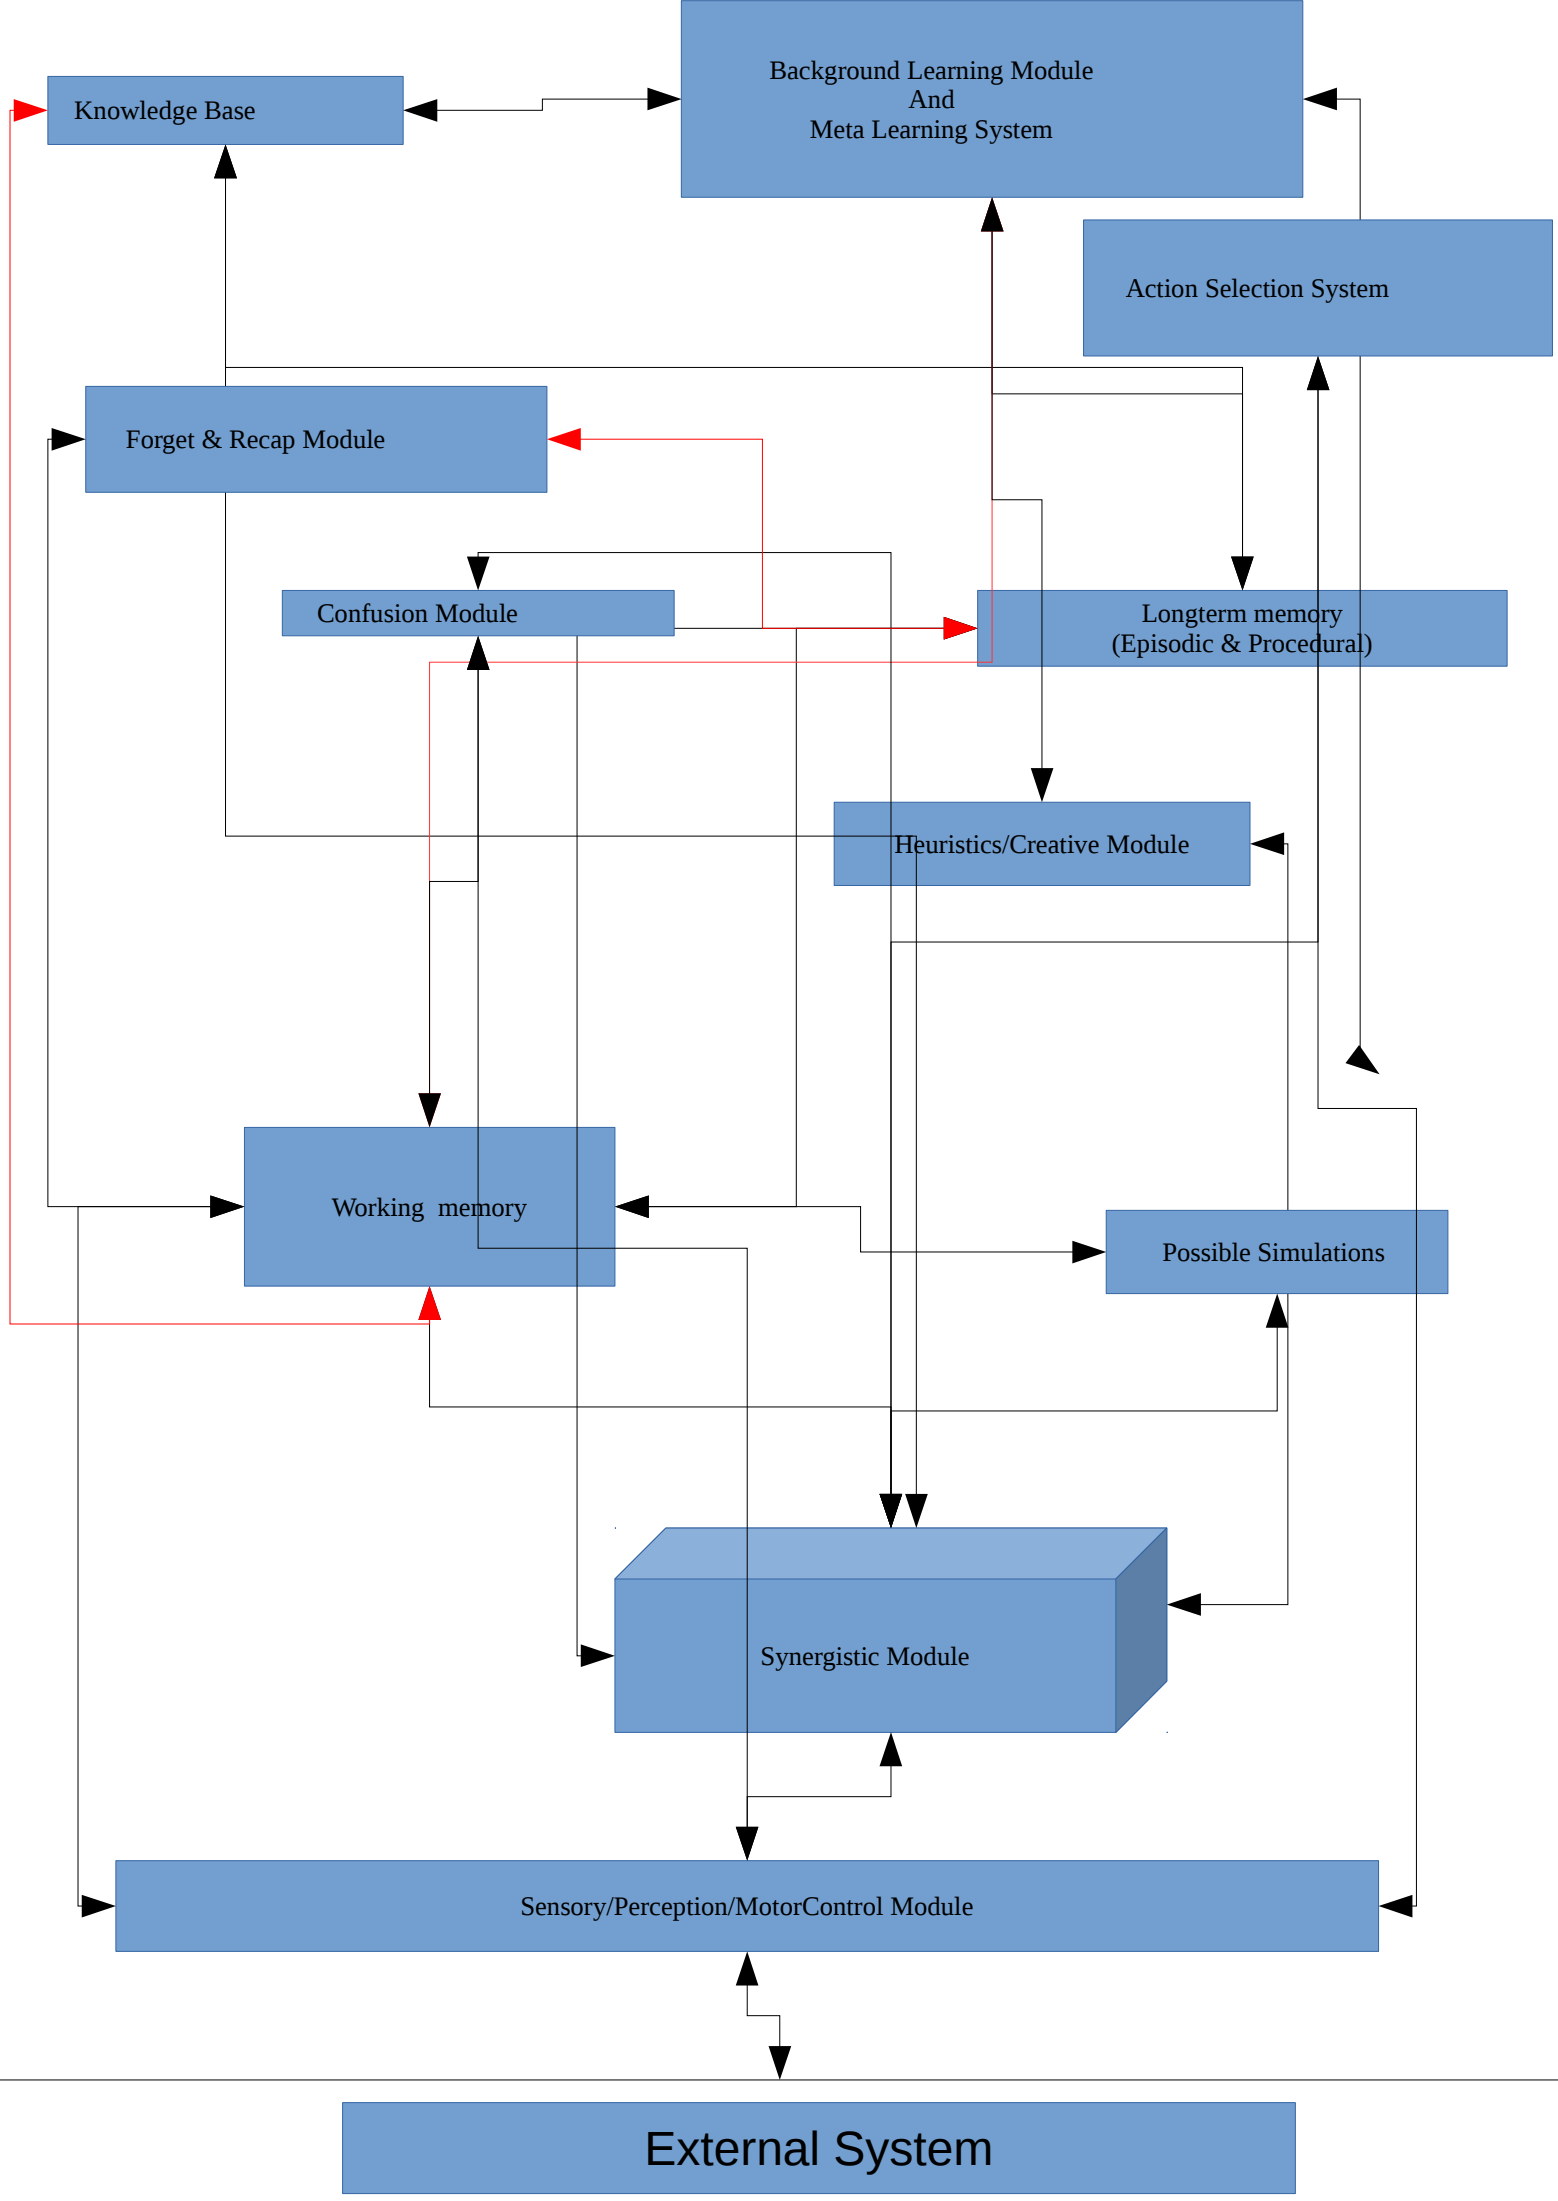 Background Learning Module
And
Meta Learning System
Knowledge Base
Action Selection System
Forget & Recap Module
Confusion Module
Longterm memory
(Episodic & Procedural)
Heuristics/Creative Module
Working  memory
Possible Simulations
Synergistic Module
Sensory/Perception/MotorControl Module
External System